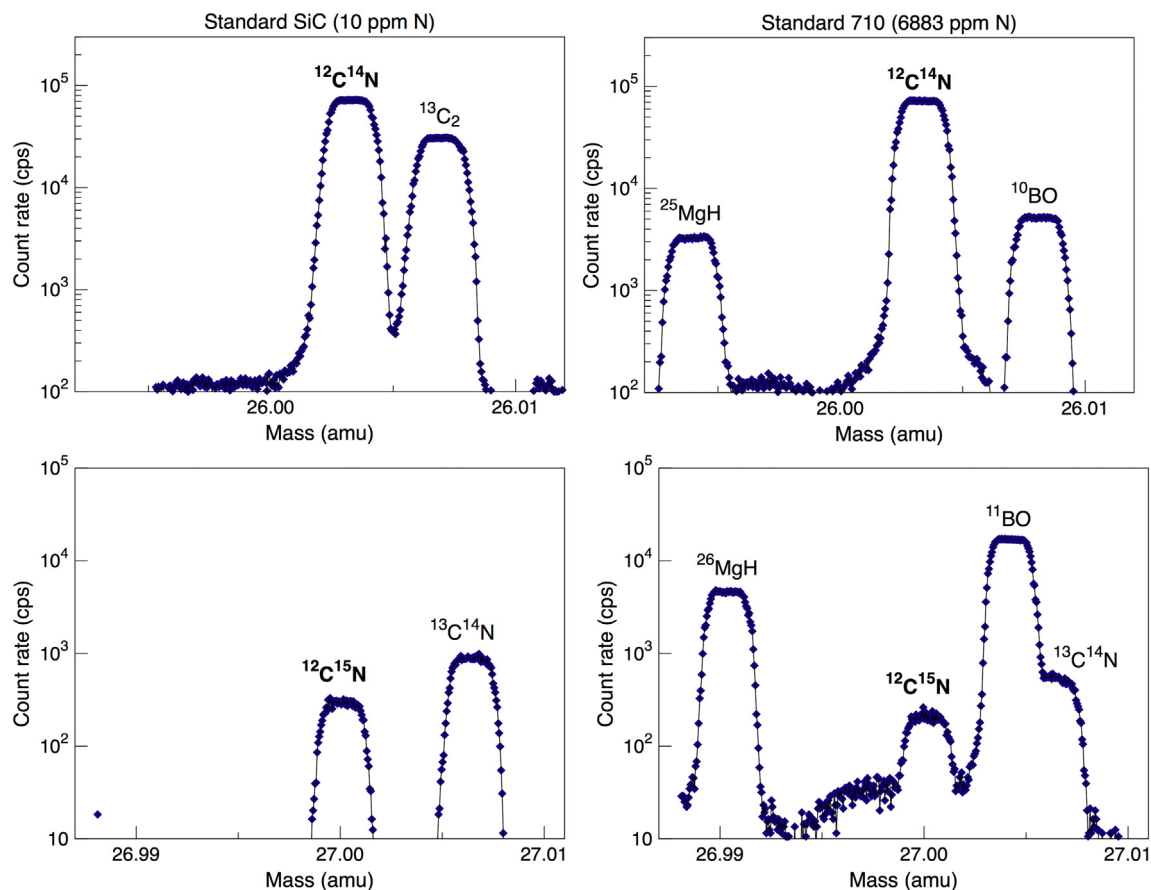 Standard SiC (10 ppm N)
Count rate (cps)
10⁵
10⁴
10³
10²
¹²C¹⁴N
¹³C₂
26.00
26.01
Mass (amu)
Standard 710 (6883 ppm N)
Count rate (cps)
10⁵
10⁴
10³
10²
²⁵MgH
¹²C¹⁴N
¹⁰BO
26.00
26.01
Mass (amu)
Count rate (cps)
10⁵
10⁴
10³
10²
10
¹²C¹⁵N
¹³C¹⁴N
26.99
27.00
27.01
Mass (amu)
Count rate (cps)
10⁵
10⁴
10³
10²
10
²⁶MgH
¹²C¹⁵N
¹¹BO
¹³C¹⁴N
26.99
27.00
27.01
Mass (amu)